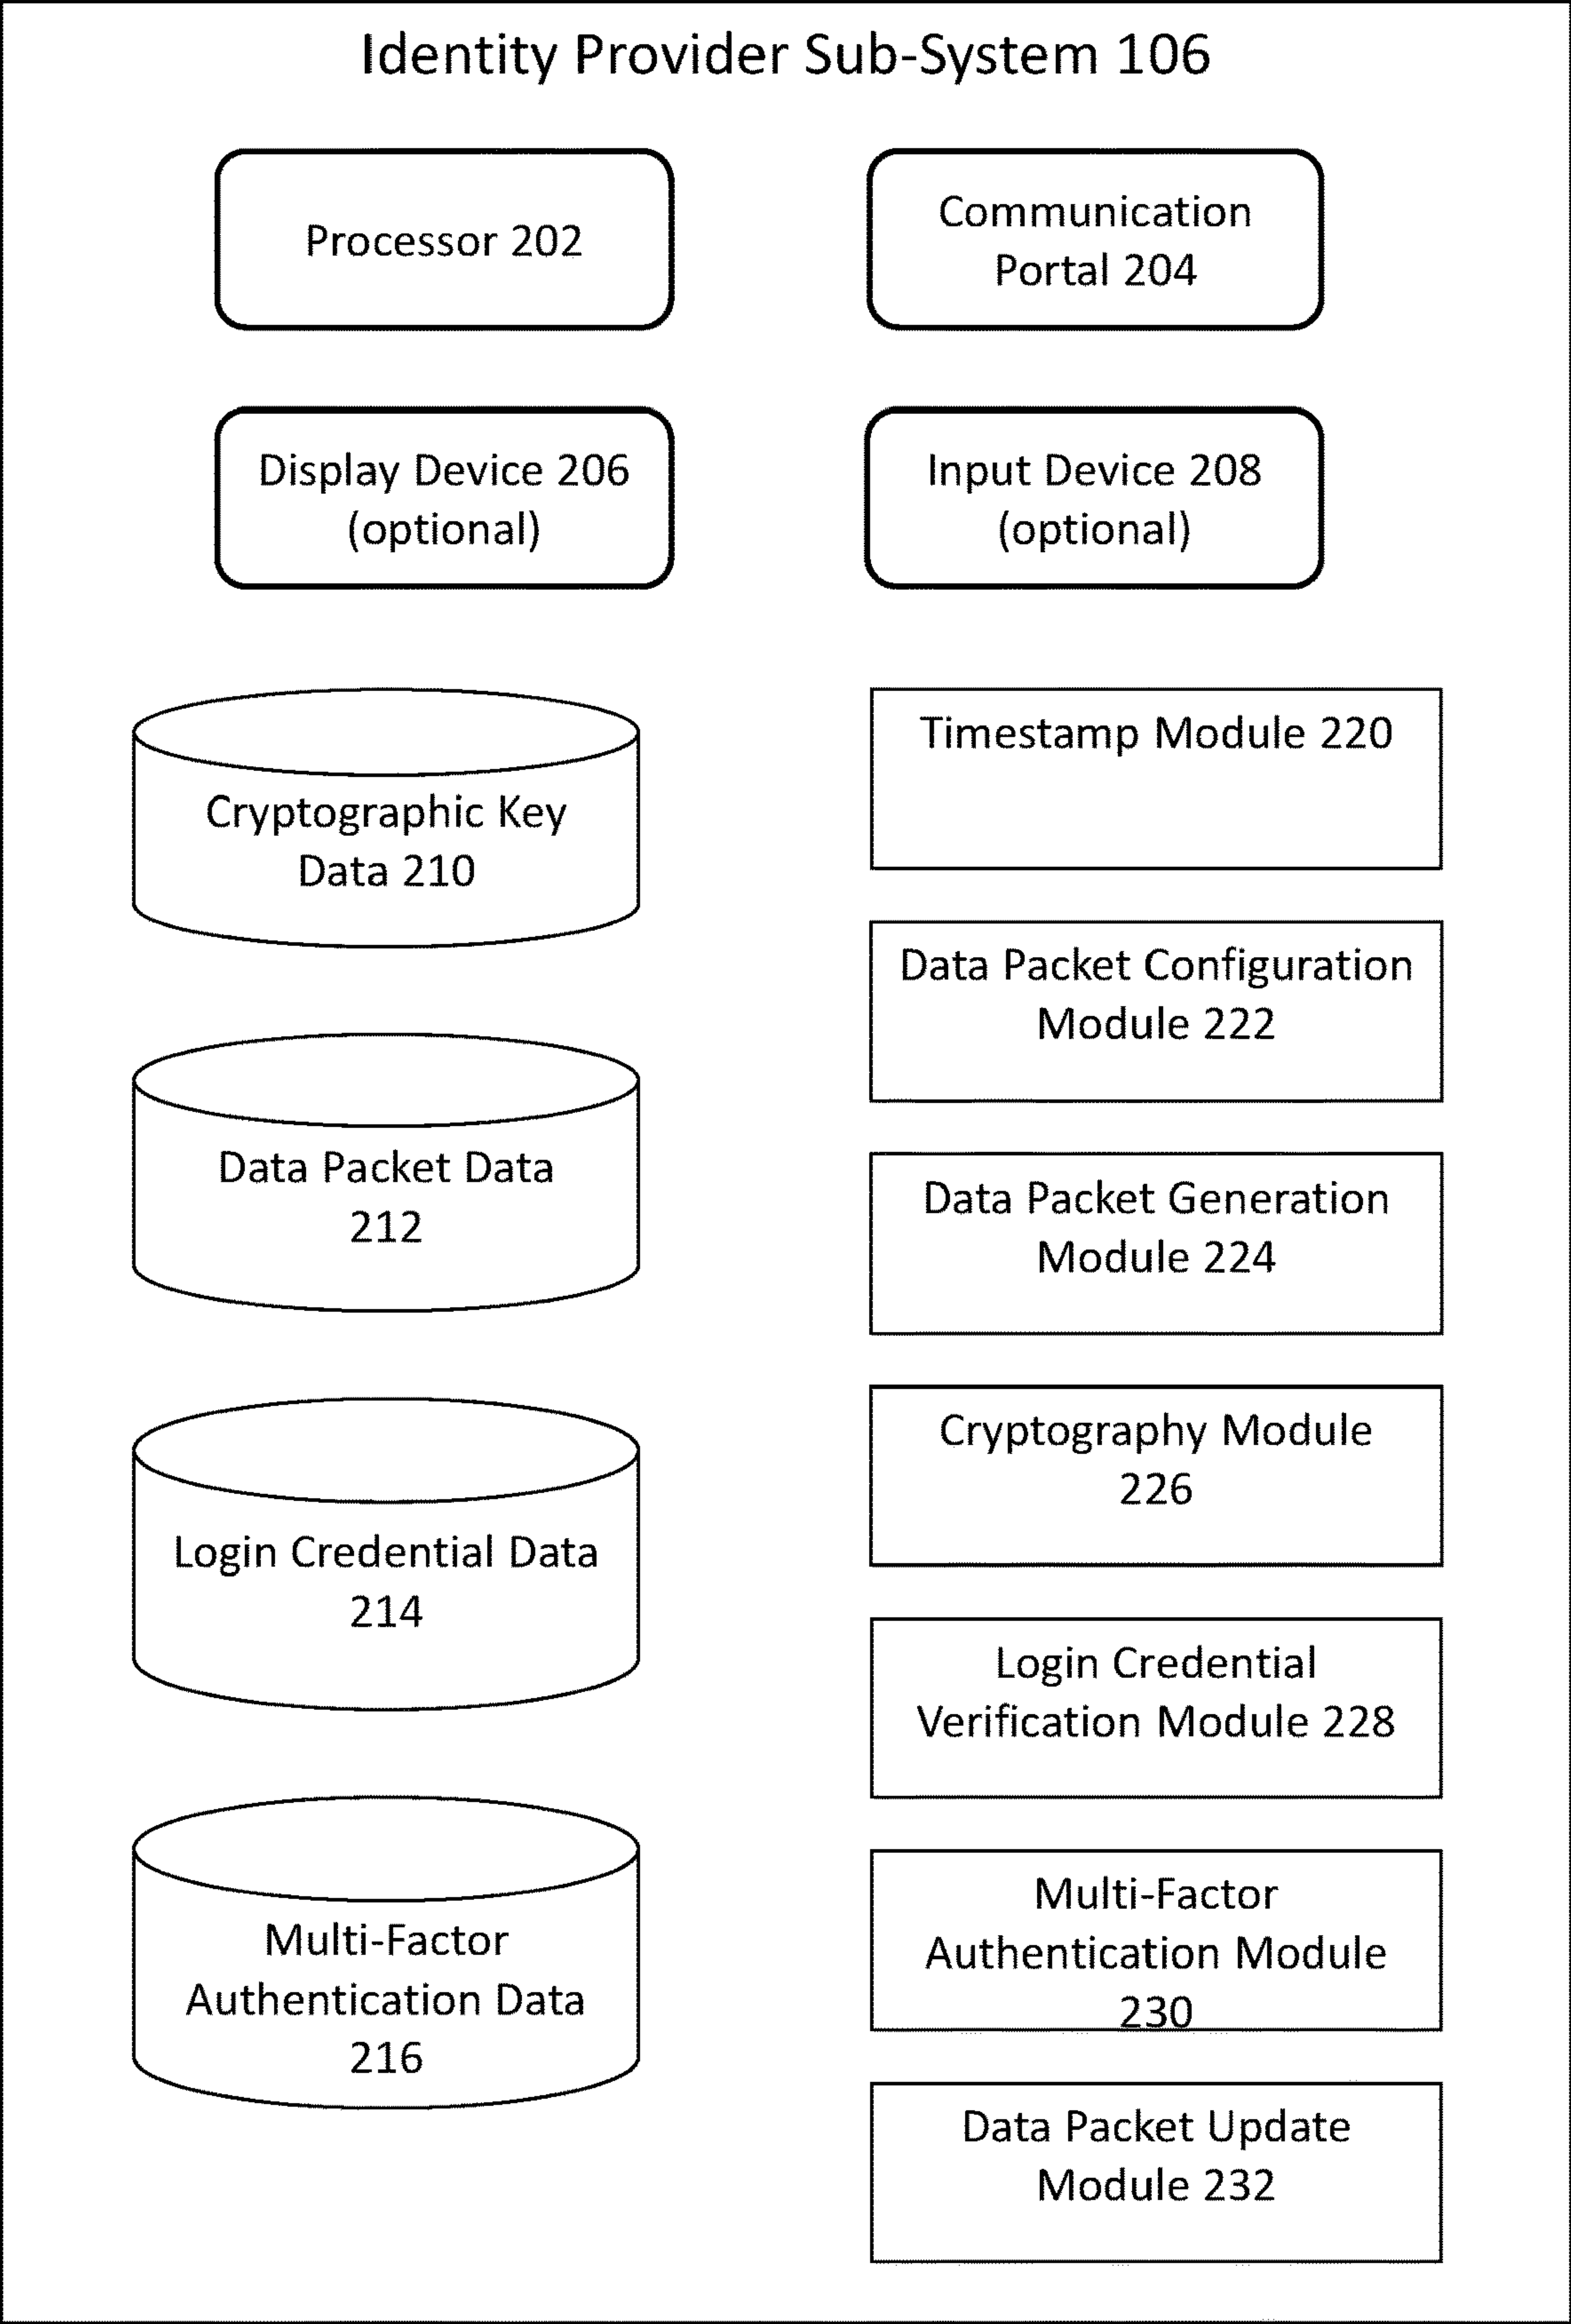 Identity Provider Sub-System 106
Processor 202
Communication
Portal 204
Display Device 206
(optional)
Input Device 208
(optional)
Cryptographic Key
Data 210
Data Packet Data
212
Login Credential Data
214
Multi-Factor
Authentication Data
216
Timestamp Module 220
Data Packet Configuration
Module 222
Data Packet Generation
Module 224
Cryptography Module
226
Login Credential
Verification Module 228
Multi-Factor
Authentication Module
230
Data Packet Update
Module 232